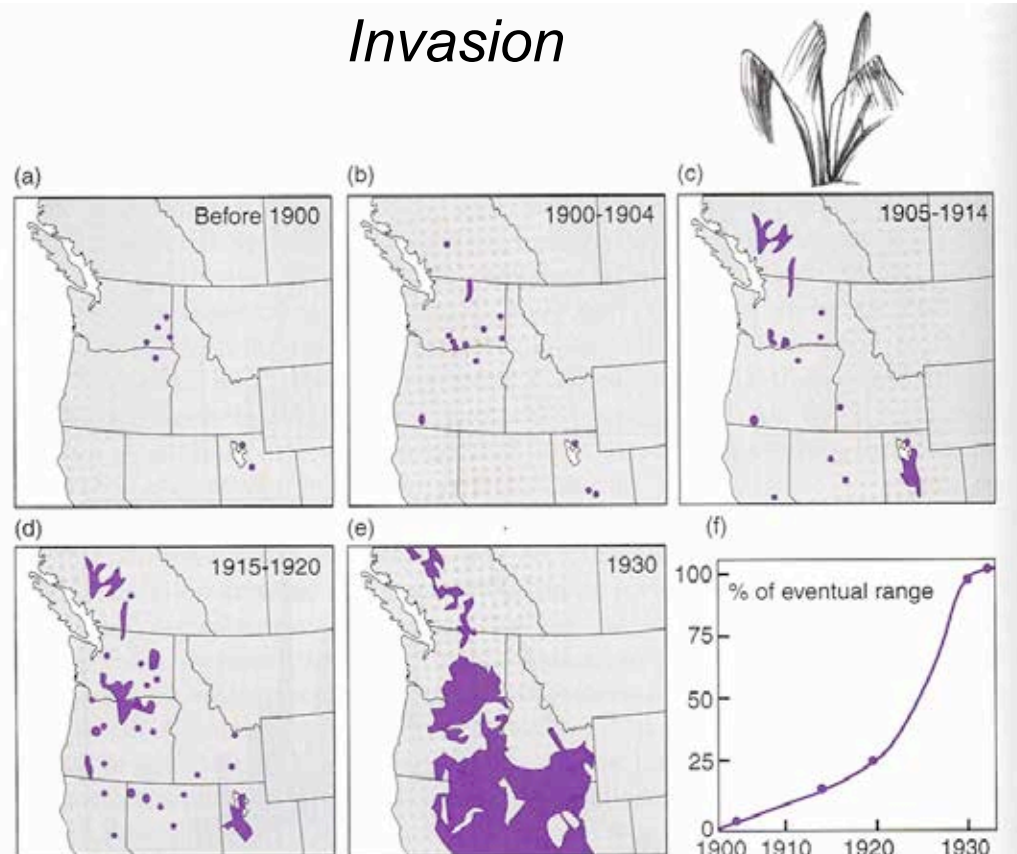 Invasion
(a)
Before 1900
(b)
1900-1904
(c)
1905-1914
(d)
1915-1920
(e)
1930
(f)
% of eventual range
100
75
50
25
0
1900 1910 1920 1930